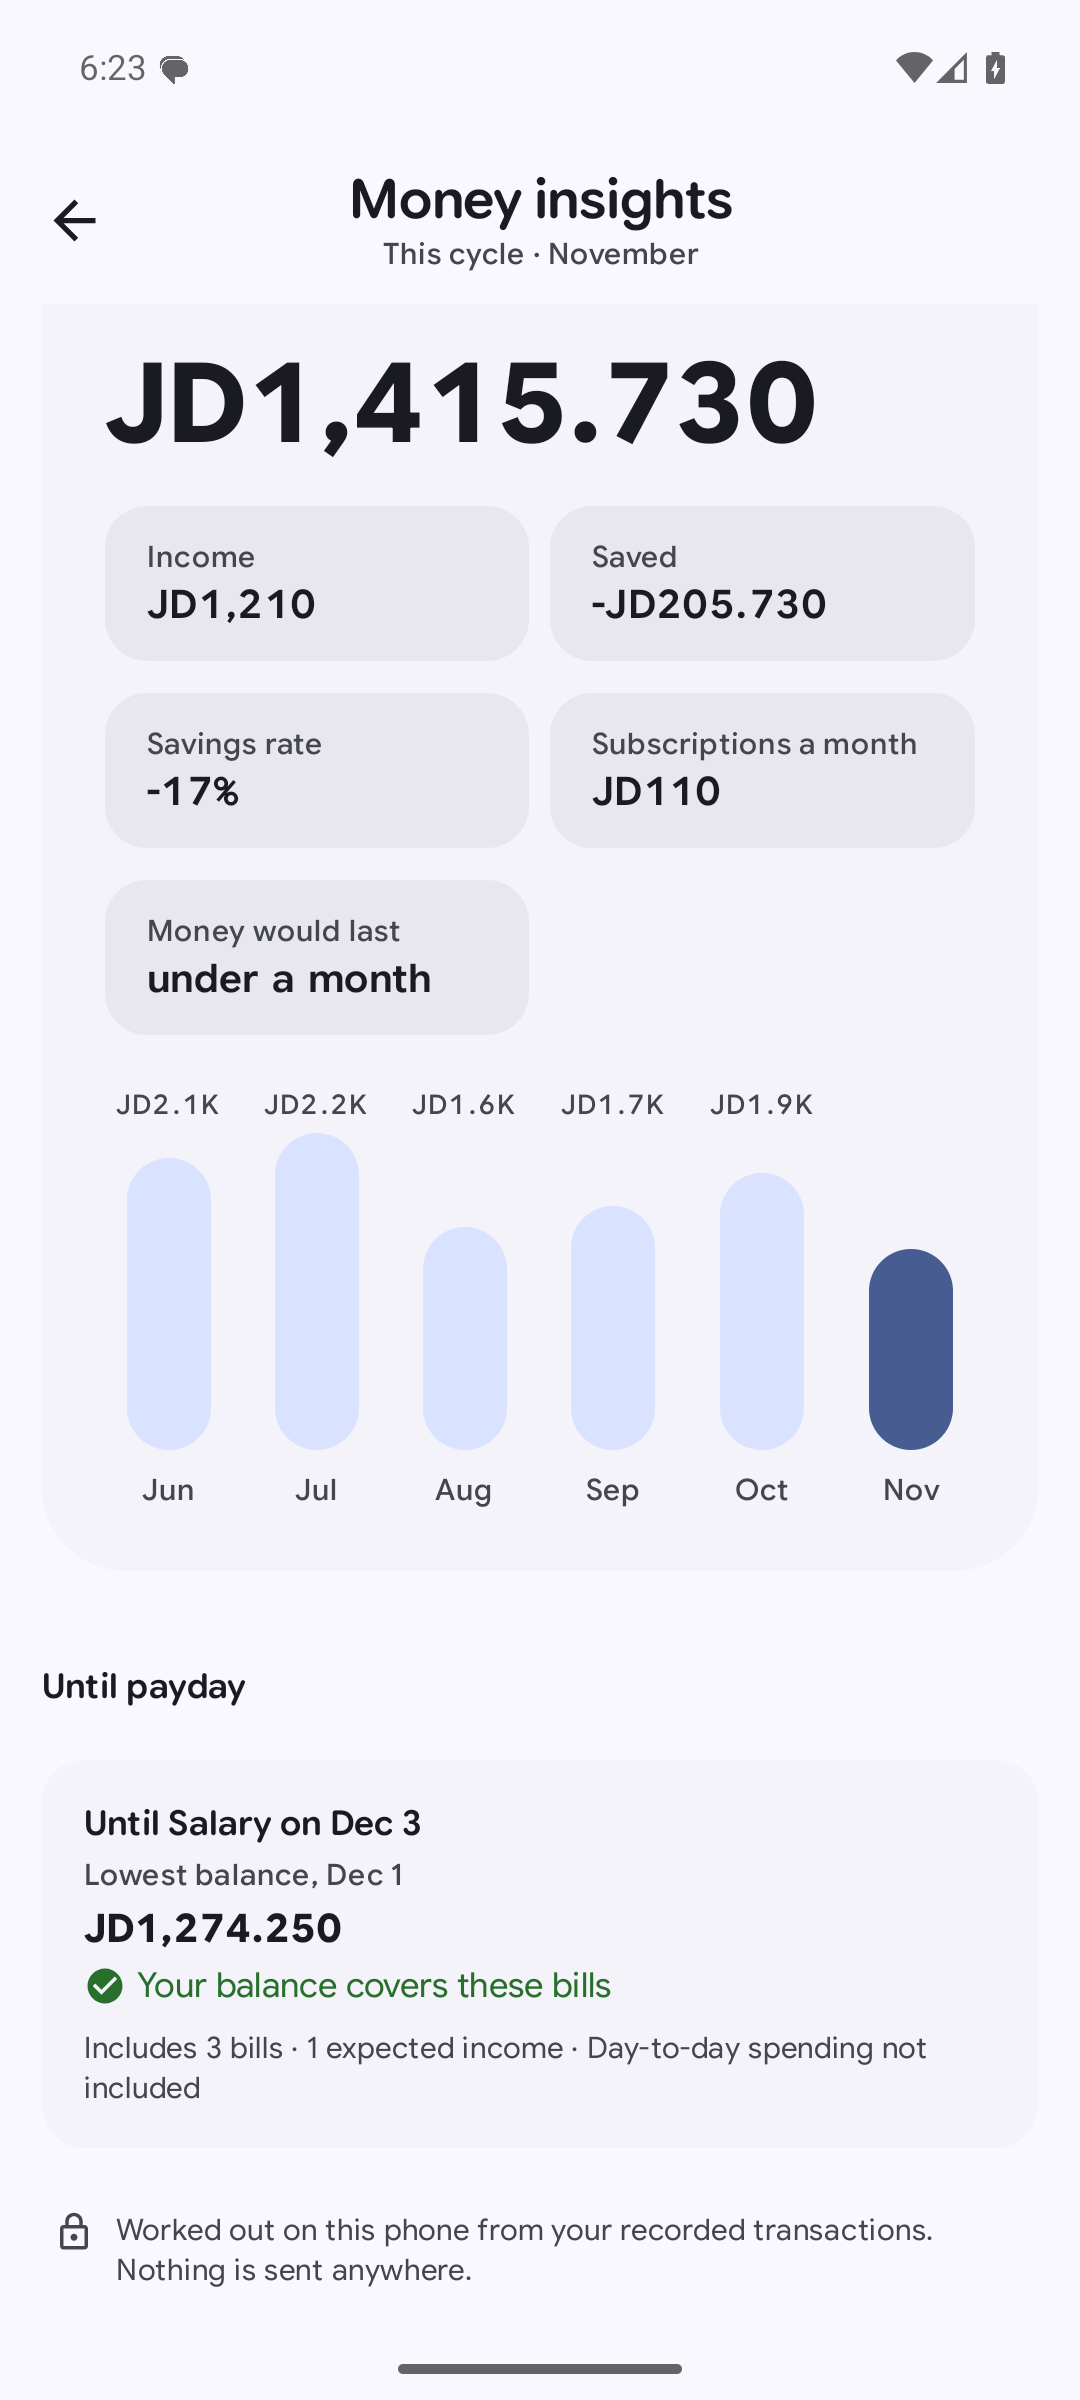 6:23
Money insights
This cycle · November
JD1,415.730
Income
JD1,210
Saved
-JD205.730
Savings rate
-17%
Subscriptions a month
JD110
Money would last
under a month
JD2.1K JD2.2K JD1.6K JD1.7K JD1.9K
Jun Jul Aug Sep Oct Nov
Until payday
Until Salary on Dec 3
Lowest balance, Dec 1
JD1,274.250
Your balance covers these bills
Includes 3 bills · 1 expected income · Day-to-day spending not
included
Worked out on this phone from your recorded transactions.
Nothing is sent anywhere.